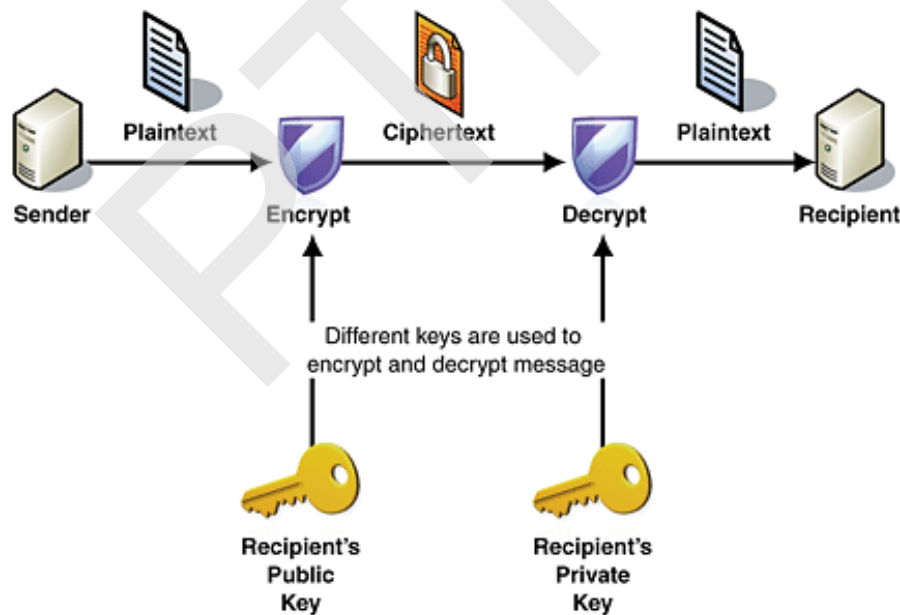 Plaintext
Ciphertext
Plaintext
Sender
Encrypt
Decrypt
Recipient
Different keys are used to
encrypt and decrypt message
Recipient's
Public
Key
Recipient's
Private
Key